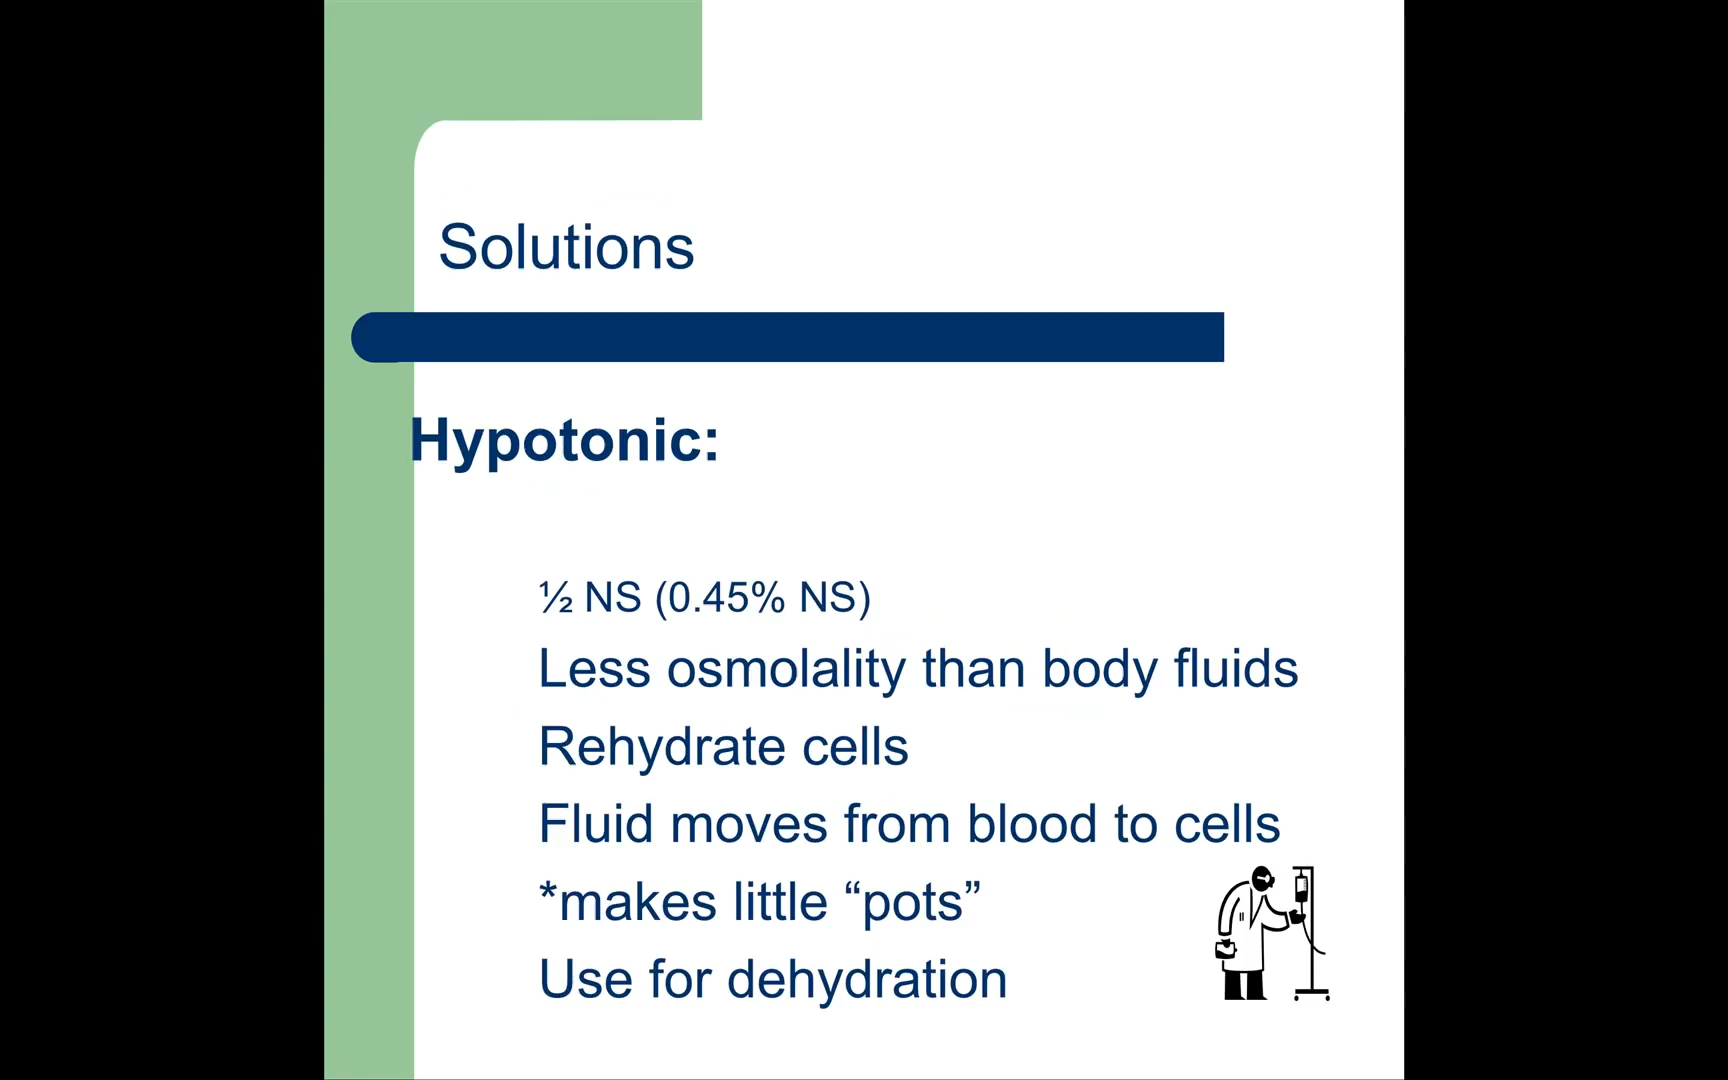 Solutions
Hypotonic:
½ NS (0.45% NS)
Less osmolality than body fluids
Rehydrate cells
Fluid moves from blood to cells
*makes little “pots”
Use for dehydration